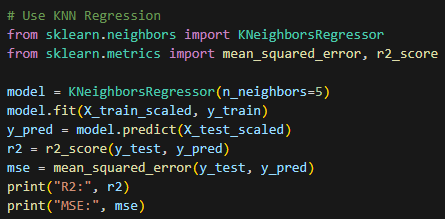 # Use KNN Regression
from sklearn.neighbors import KNeighborsRegressor
from sklearn.metrics import mean_squared_error, r2_score
model = KNeighborsRegressor(n_neighbors=5)
model.fit(X_train_scaled, y_train)
y_pred = model.predict(X_test_scaled)
r2 = r2_score(y_test, y_pred)
mse = mean_squared_error(y_test, y_pred)
print("R2:", r2)
print("MSE:", mse)